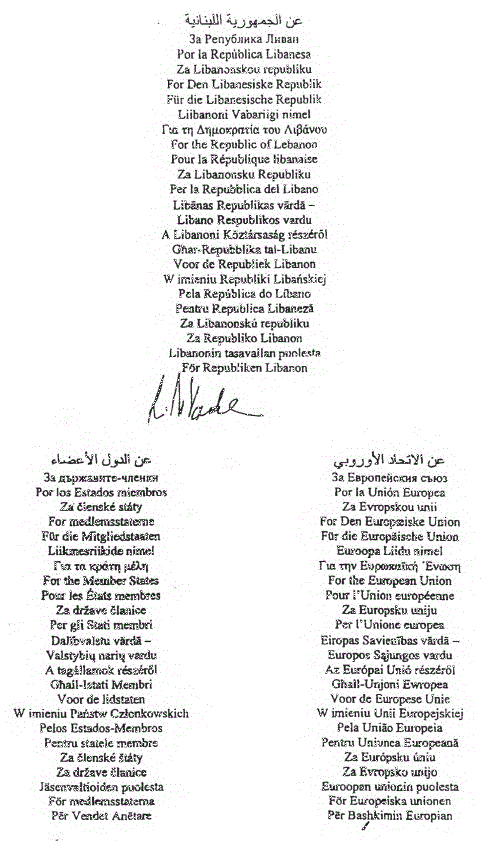 عن الجمهورية اللبنانية
За Република Ливан
Por la República Libanesa
Za Libanonskou republiku
For Den Libanesiske Republik
Für die Libanesische Republik
Liibanoni Vabariigi nimel
Για τη Δημοκρατία του Λιβάνου
For the Republic of Lebanon
Pour la République libanaise
Za Libanonsku Republiku
Per la Repubblica del Libano
Libānas Republikas vārdā –
Libano Respublikos vardu
A Libanoni Köztársaság részéről
Għar-Repubblika tal-Libanu
Voor de Republiek Libanon
W imieniu Republiki Libańskiej
Pela República do Líbano
Pentru Republica Libaneză
Za Libanonskú republiku
Za Republiko Libanon
Libanonin tasavallan puolesta
För Republiken Libanon
عن الدول الأعضاء
За държавите-членки
Por los Estados miembros
Za členské státy
For medlemsstaterne
Für die Mitgliedstaaten
Liikmesriikide nimel
Για τα κράτη μέλη
For the Member States
Pour les États membres
Za države članice
Per gli Stati membri
Dalībvalstu vārdā –
Valstybių narių vardu
A tagállamok részéről
Għall-Istati Membri
Voor de lidstaten
W imieniu Państw Członkowskich
Pelos Estados-Membros
Pentru statele membre
Za členské štáty
Za države članice
Jäsenvaltioiden puolesta
För medlemsstaterna
Për Vendet Anëtare
عن الاتحاد الأوروبي
За Европейския съюз
Por la Unión Europea
Za Evropskou unii
For Den Europæiske Union
Für die Europäische Union
Euroopa Liidu nimel
Για την Ευρωπαϊκή Ένωση
For the European Union
Pour l'Union européenne
Za Europsku uniju
Per l'Unione europea
Eiropas Savienības vārdā –
Europos Sąjungos vardu
Az Európai Unió részéről
Għall-Unjoni Ewropea
Voor de Europese Unie
W imieniu Unii Europejskiej
Pela União Europeia
Pentru Uniunea Europeană
Za Európsku úniu
Za Evropsko unijo
Euroopan unionin puolesta
För Europeiska unionen
Për Bashkimin Europian